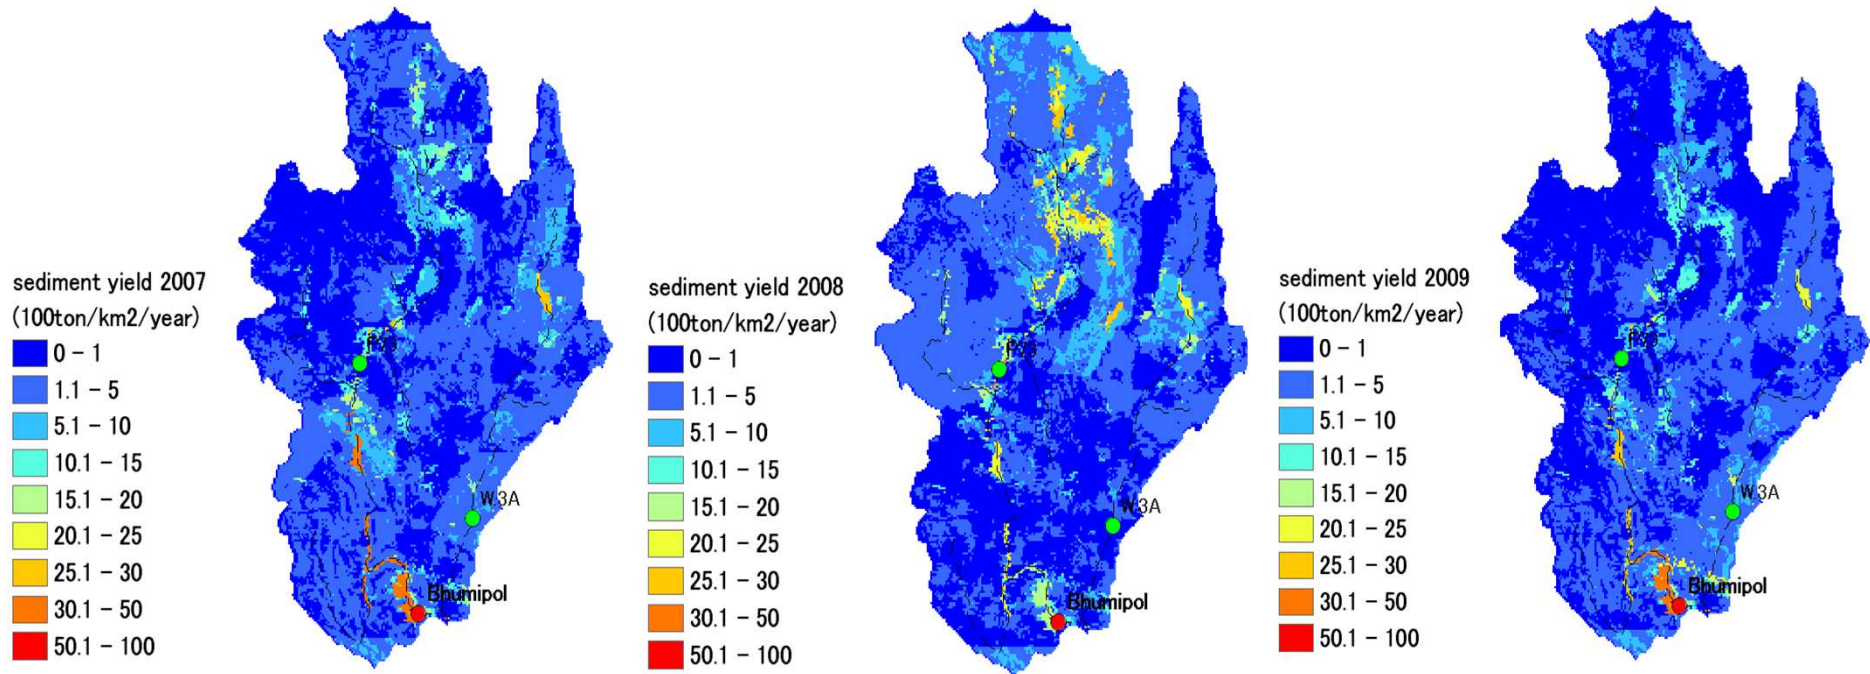 sediment yield 2007
(100ton/km2/year)
0 - 1
1.1 - 5
5.1 - 10
10.1 - 15
15.1 - 20
20.1 - 25
25.1 - 30
30.1 - 50
50.1 - 100
W.3A
Bhumipol
sediment yield 2008
(100ton/km2/year)
0 - 1
1.1 - 5
5.1 - 10
10.1 - 15
15.1 - 20
20.1 - 25
25.1 - 30
30.1 - 50
50.1 - 100
W.3A
Bhumipol
sediment yield 2009
(100ton/km2/year)
0 - 1
1.1 - 5
5.1 - 10
10.1 - 15
15.1 - 20
20.1 - 25
25.1 - 30
30.1 - 50
50.1 - 100
W.3A
Bhumipol